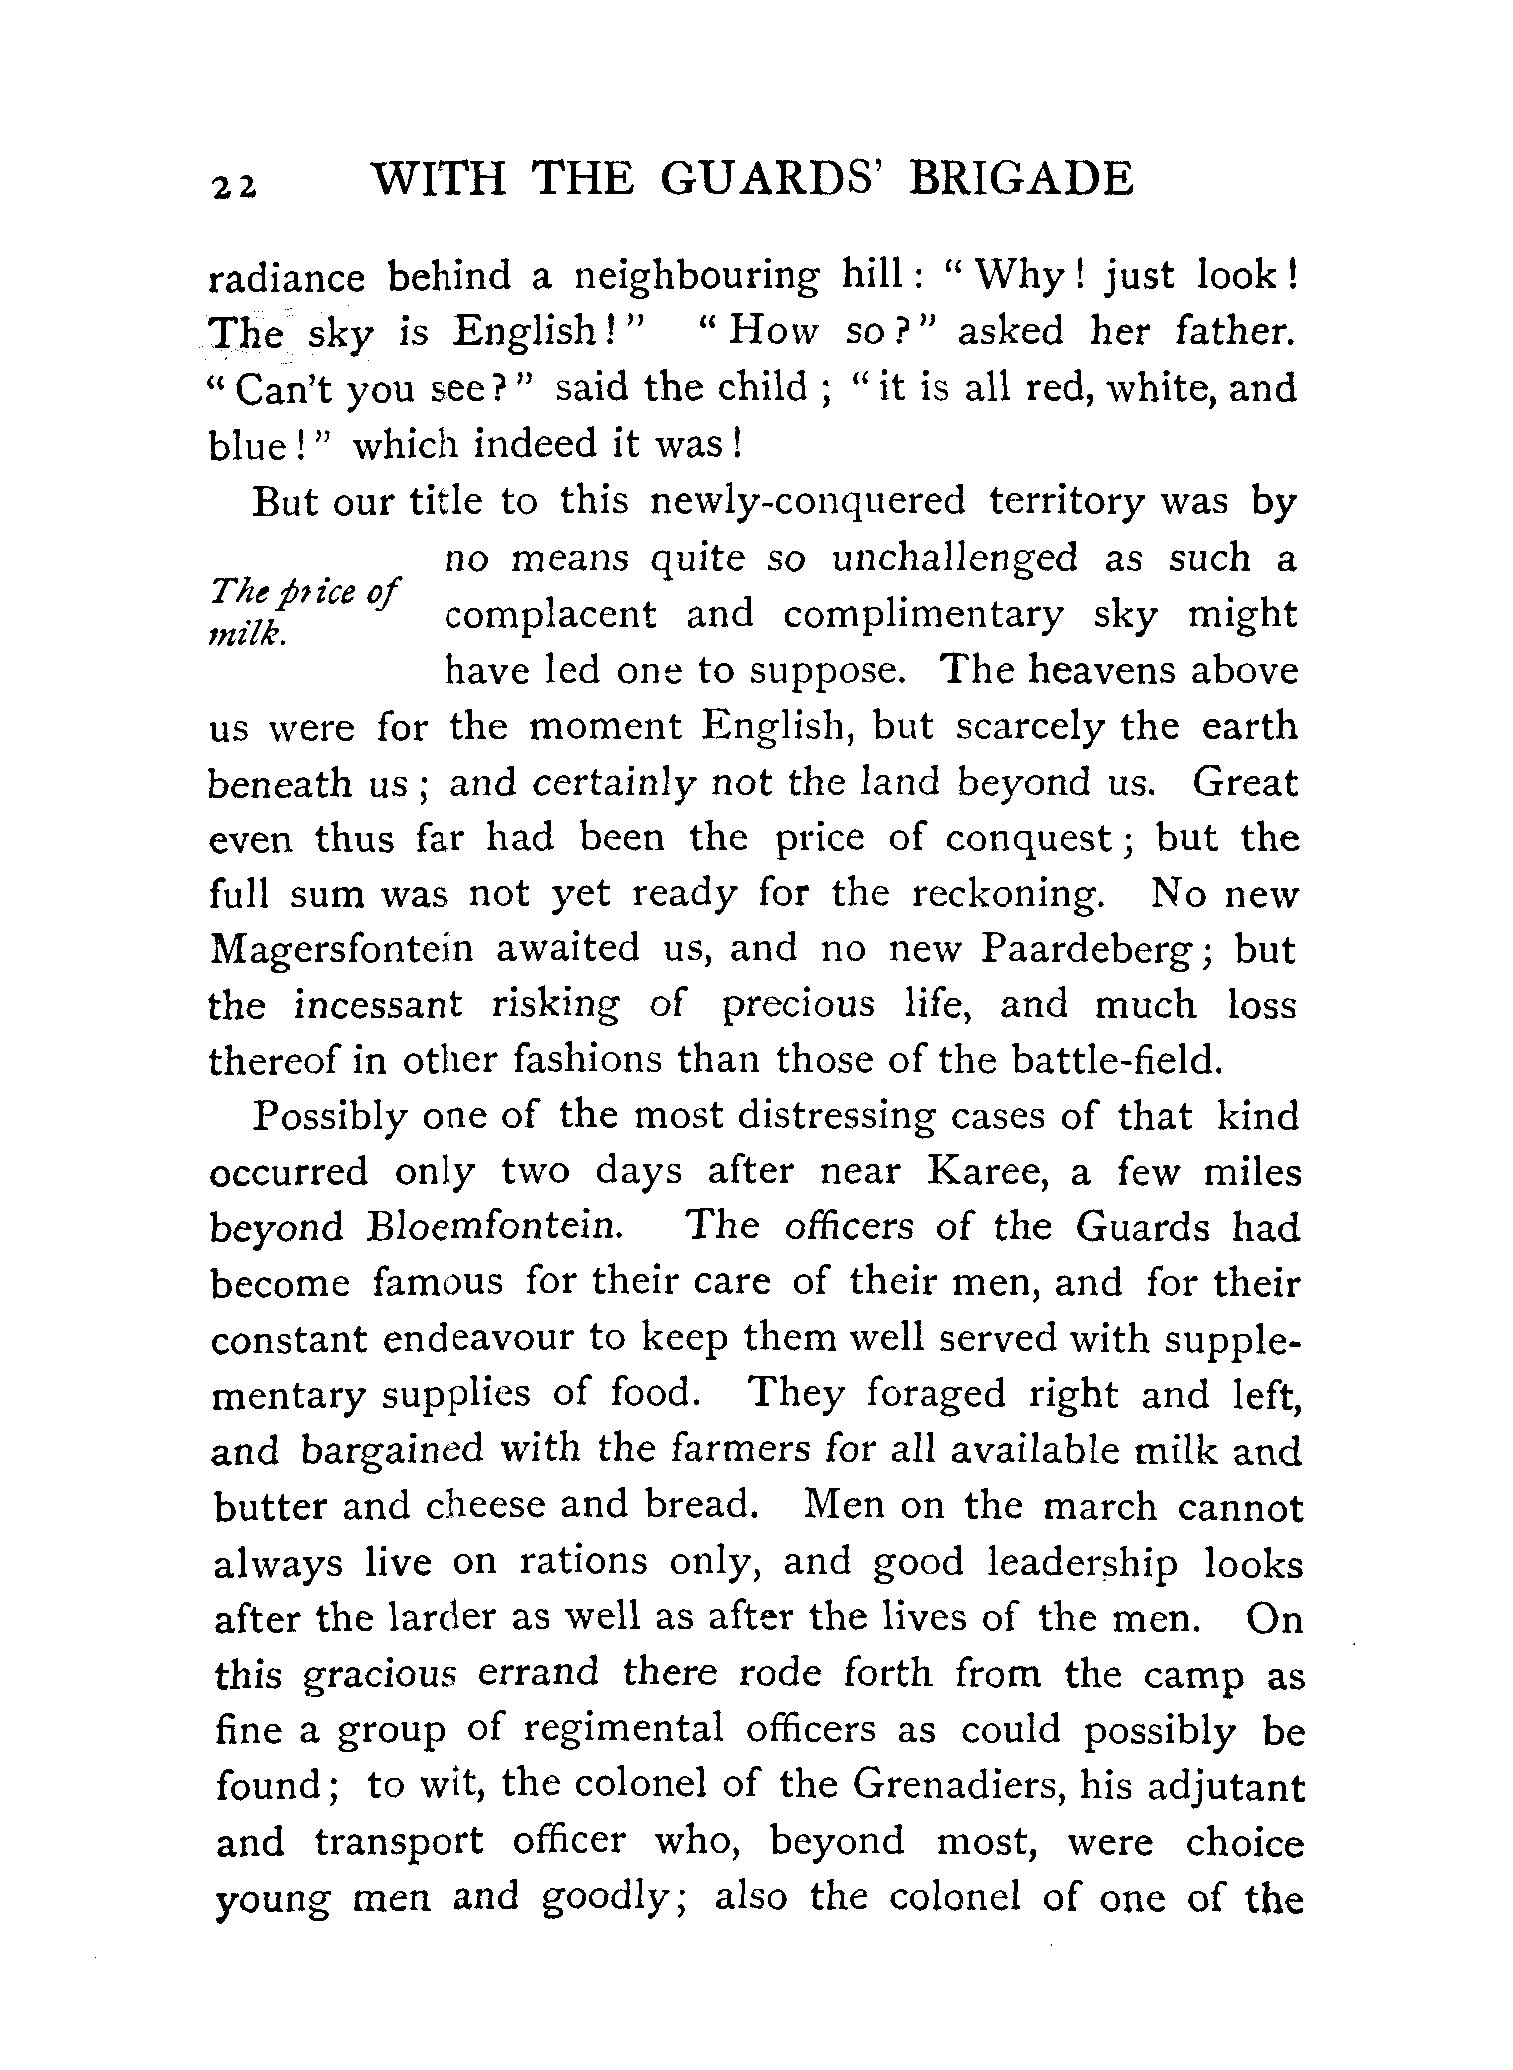 22 WITH THE GUARDS' BRIGADE
radiance behind a neighbouring hill: "Why! just look!
The sky is English!" "How so?" asked her father.
"Can't you see?" said the child; "it is all red, white, and
blue!" which indeed it was!
But our title to this newly-conquered territory was by
The price of
milk.
no means quite so unchallenged as such a
complacent and complimentary sky might
have led one to suppose. The heavens above
us were for the moment English, but scarcely the earth
beneath us; and certainly not the land beyond us. Great
even thus far had been the price of conquest; but the
full sum was not yet ready for the reckoning. No new
Magersfontein awaited us, and no new Paardeberg; but
the incessant risking of precious life, and much loss
thereof in other fashions than those of the battle-field.
Possibly one of the most distressing cases of that kind
occurred only two days after near Karee, a few miles
beyond Bloemfontein. The officers of the Guards had
become famous for their care of their men, and for their
constant endeavour to keep them well served with supple-
mentary supplies of food. They foraged right and left,
and bargained with the farmers for all available milk and
butter and cheese and bread. Men on the march cannot
always live on rations only, and good leadership looks
after the larder as well as after the lives of the men. On
this gracious errand there rode forth from the camp as
fine a group of regimental officers as could possibly be
found; to wit, the colonel of the Grenadiers, his adjutant
and transport officer who, beyond most, were choice
young men and goodly; also the colonel of one of the